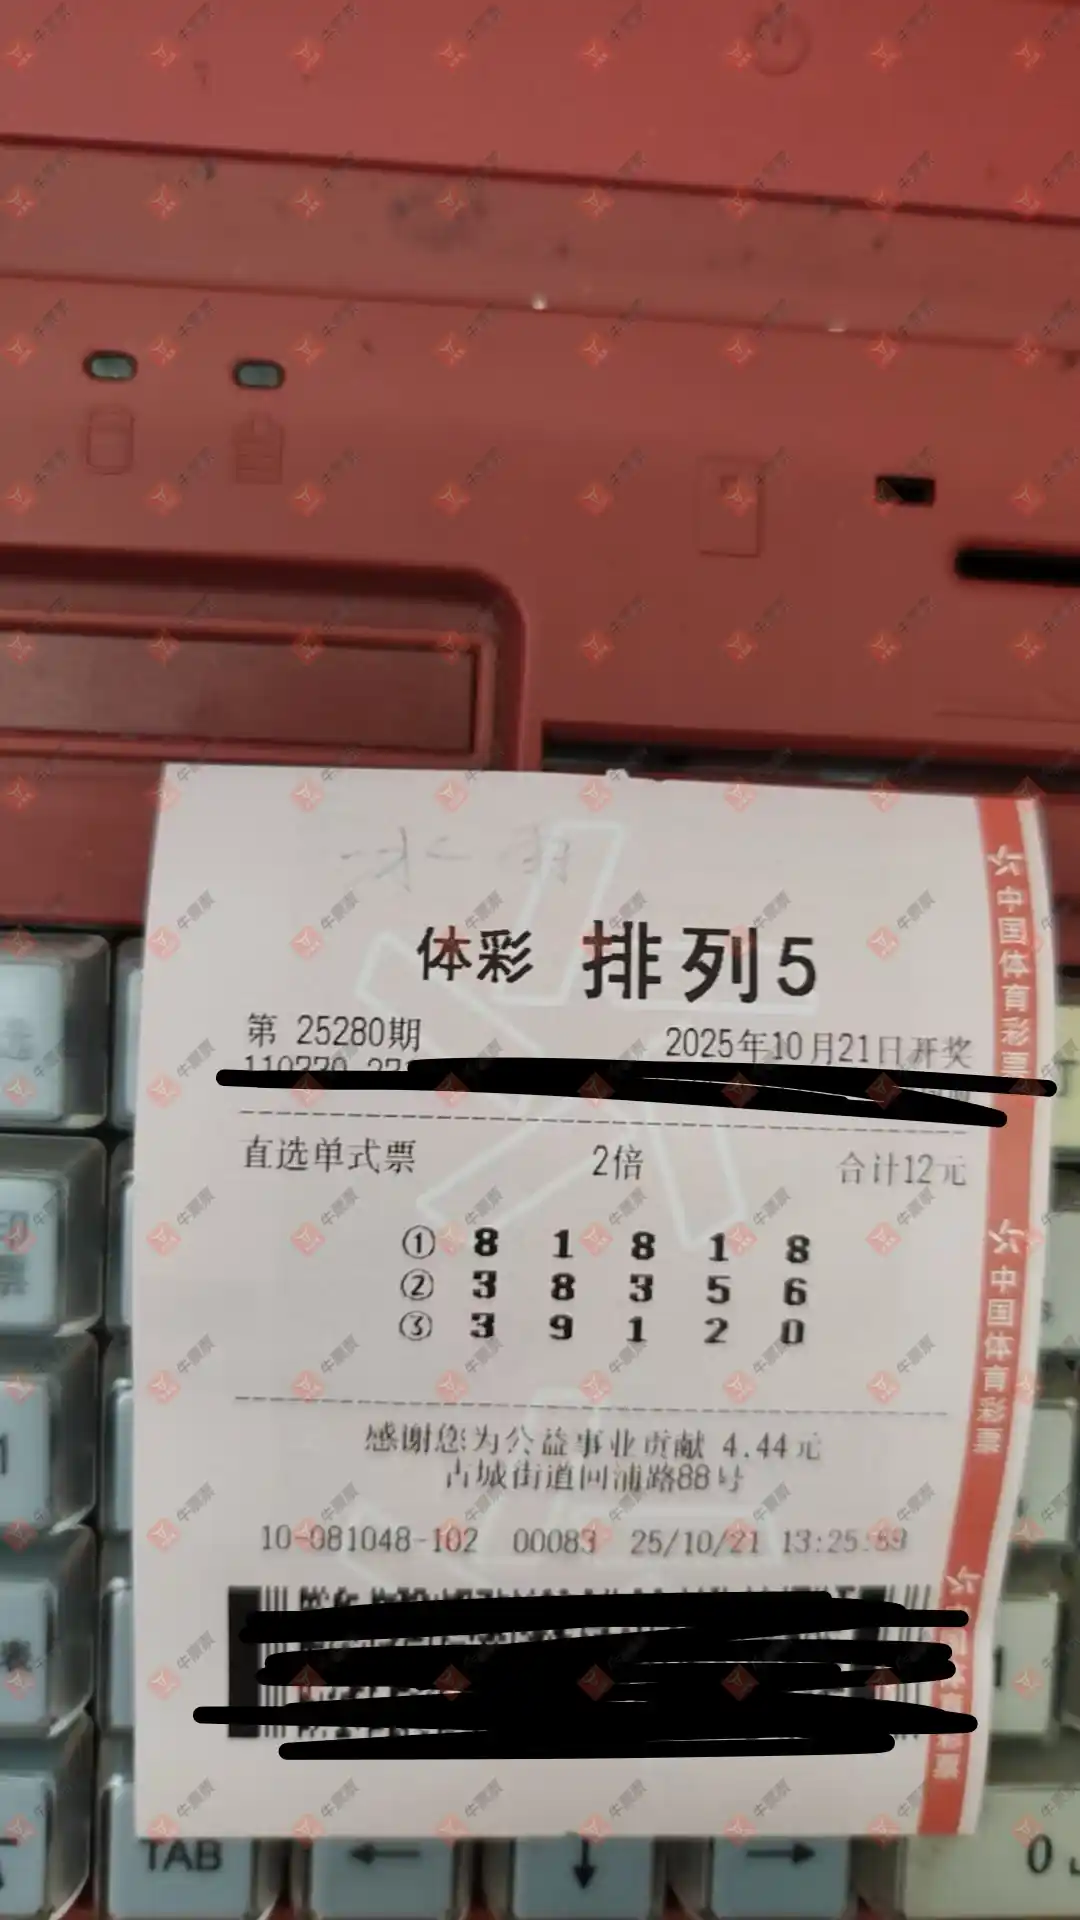 体彩 排列5
第 25280期 2025年10月21日开奖
直选单式票 2倍 合计12元
① 8 1 8 1 8
② 3 8 3 5 6
③ 3 9 1 2 0
感谢您为公益事业贡献 4.44元
古城街道回浦路88号
10-081048-102 00083 25/10/21 13:25:59
中国体育彩票
中国体育彩票
牛票票
TAB
←
↓
→
0